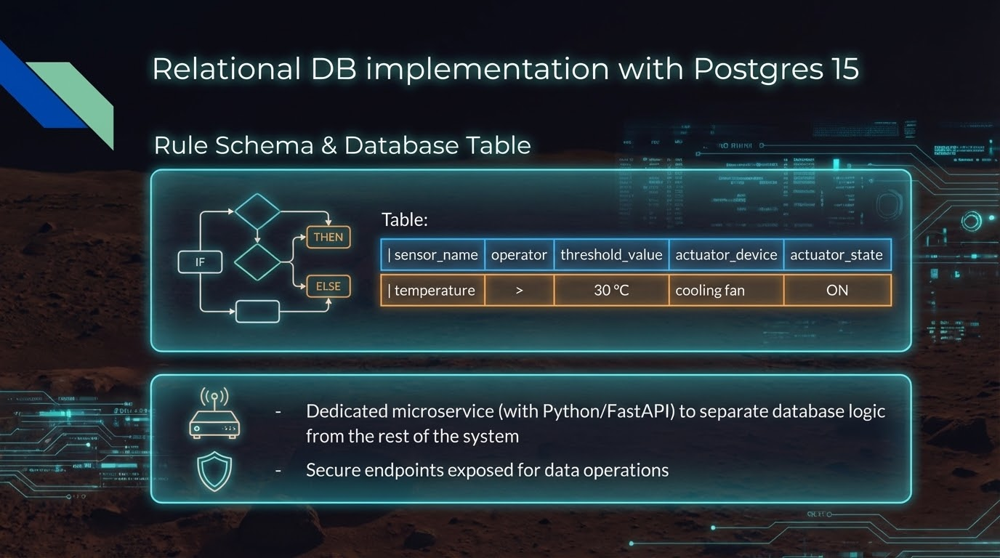 Relational DB implementation with Postgres 15
Rule Schema & Database Table
IF
THEN
ELSE
Table:
| sensor_name operator threshold_value actuator_device actuator_state
| temperature > 30 °C cooling fan ON
- Dedicated microservice (with Python/FastAPI) to separate database logic
from the rest of the system
- Secure endpoints exposed for data operations